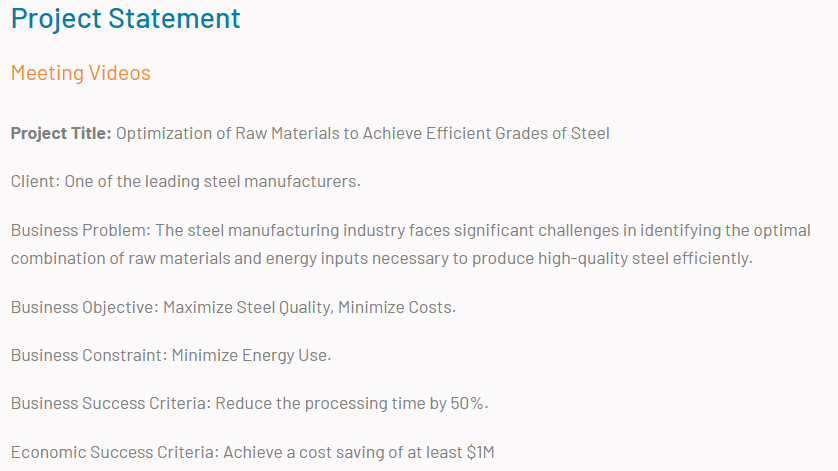 Project Statement
Meeting Videos
Project Title: Optimization of Raw Materials to Achieve Efficient Grades of Steel
Client: One of the leading steel manufacturers.
Business Problem: The steel manufacturing industry faces significant challenges in identifying the optimal
combination of raw materials and energy inputs necessary to produce high-quality steel efficiently.
Business Objective: Maximize Steel Quality, Minimize Costs.
Business Constraint: Minimize Energy Use.
Business Success Criteria: Reduce the processing time by 50%.
Economic Success Criteria: Achieve a cost saving of at least $1M